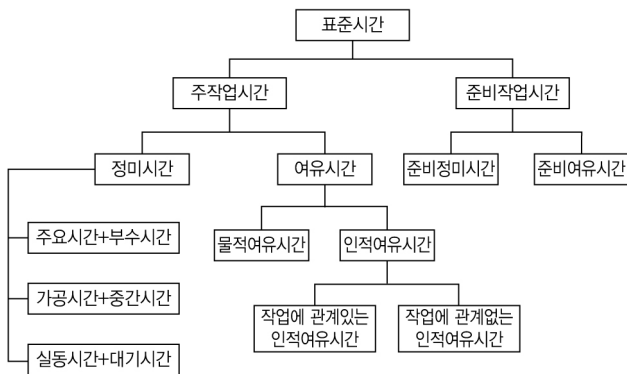 표준시간
주작업시간
준비작업시간
정미시간
여유시간
준비정미시간
준비여유시간
주요시간+부수시간
물적여유시간
인적여유시간
가공시간+중간시간
작업에 관계있는
인적여유시간
작업에 관계없는
인적여유시간
실동시간+대기시간